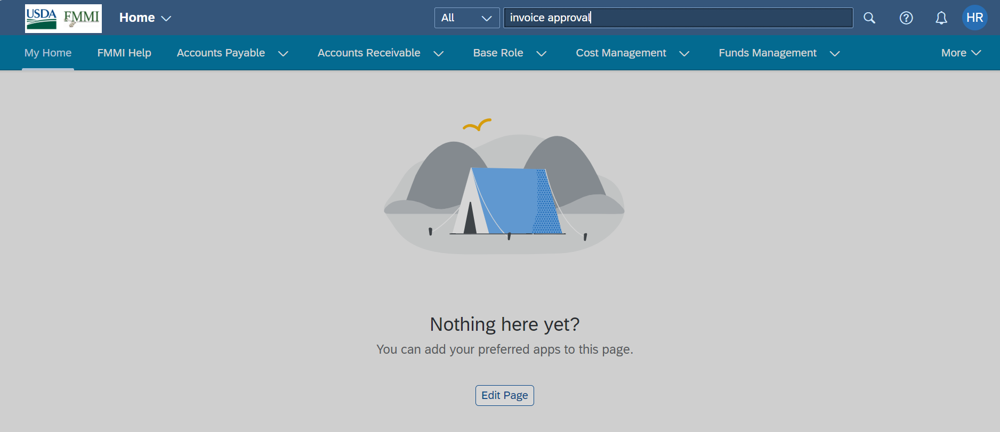 USDA FMMI Home All invoice approval HR
My Home FMMI Help Accounts Payable Accounts Receivable Base Role Cost Management Funds Management More
Nothing here yet?
You can add your preferred apps to this page.
Edit Page